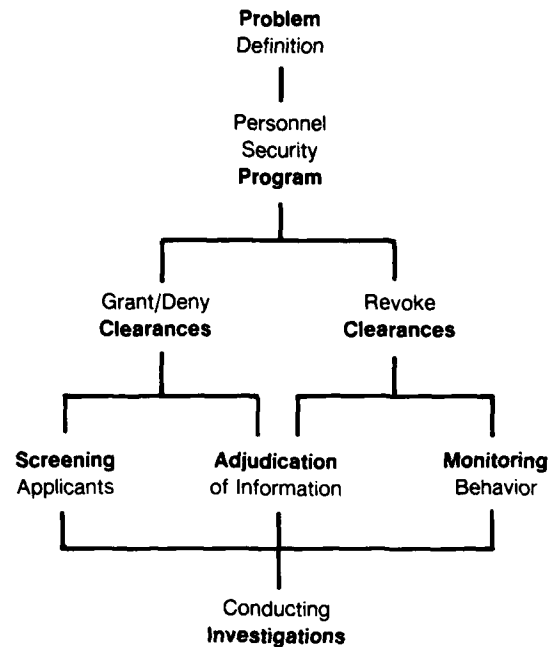 Problem
Definition
Personnel
Security
Program
Grant/Deny
Clearances
Revoke
Clearances
Screening
Applicants
Adjudication
of Information
Monitoring
Behavior
Conducting
Investigations